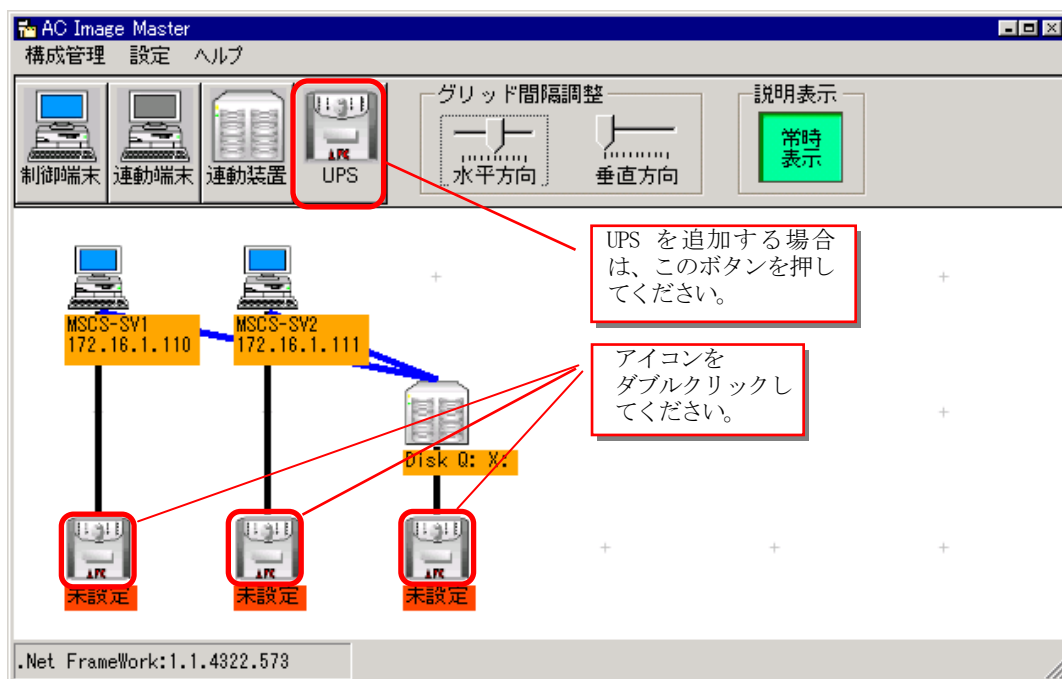 AC Image Master
構成管理 設定 ヘルプ
グリッド間隔調整
説明表示
常時
表示
制御端末 連動端末 連動装置 UPS
水平方向 垂直方向
UPS を追加する場合
は、このボタンを押し
てください。
MSCS-SV1
172.16.1.110
MSCS-SV2
172.16.1.111
アイコンを
ダブルクリックし
てください。
Disk Q: X:
APC
APC
APC
APC
未設定 未設定 未設定
.Net FrameWork:1.1.4322.573